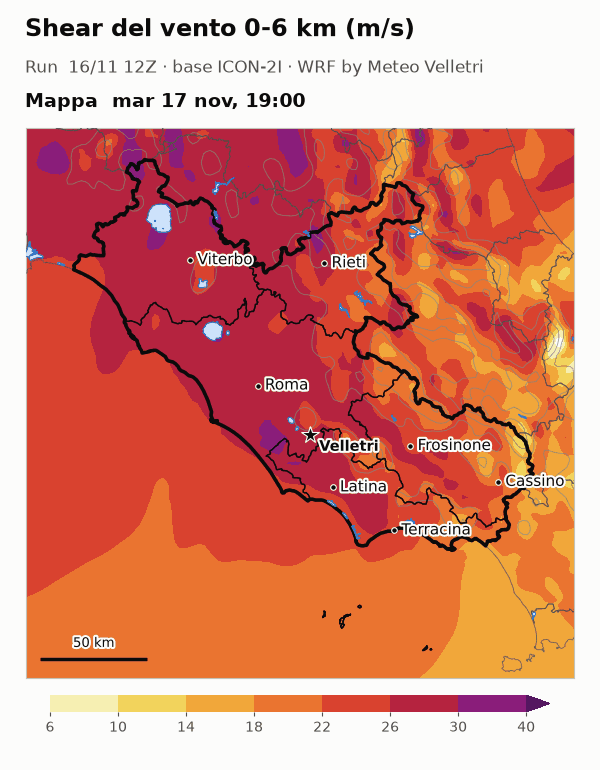 Shear del vento 0-6 km (m/s)
Run  16/11 12Z · base ICON-2I · WRF by Meteo Velletri
Mappa  mar 17 nov, 19:00
Viterbo
Rieti
Roma
Velletri
Frosinone
Cassino
Latina
Terracina
50 km
6 10 14 18 22 26 30 40